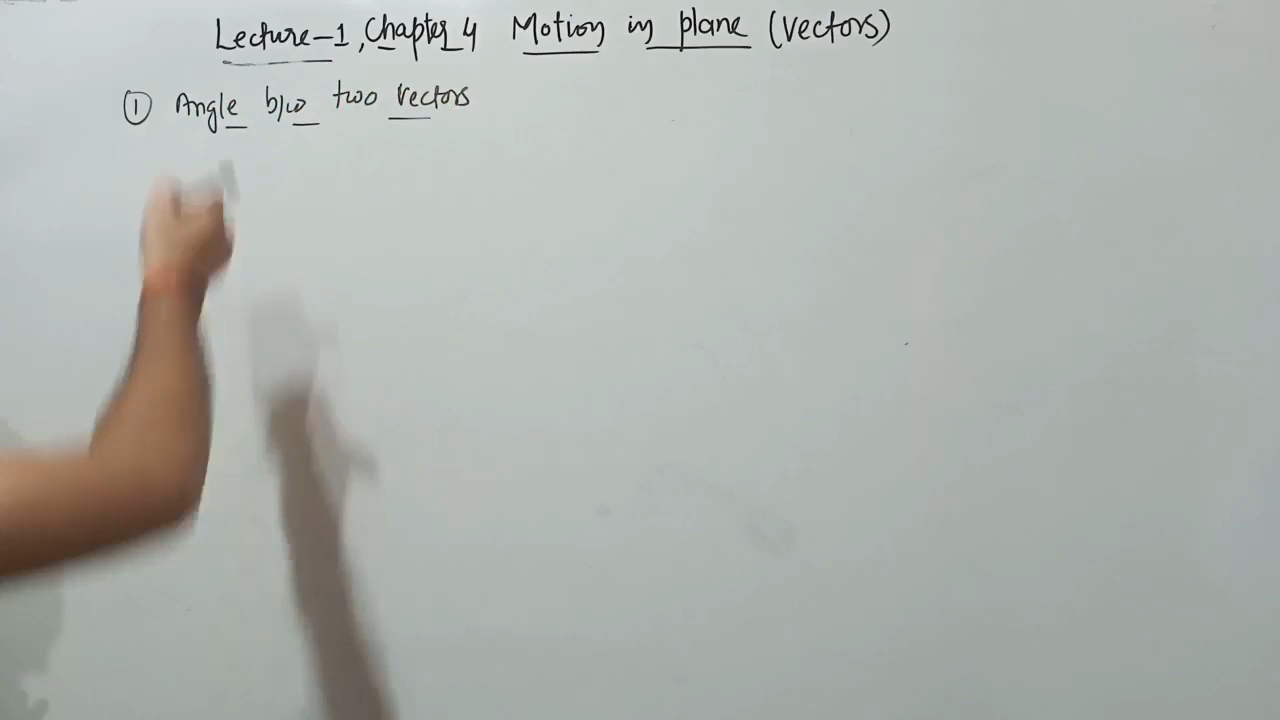 Lecture-1, Chapter 4 Motion in plane (vectors)
① Angle b/w two vectors